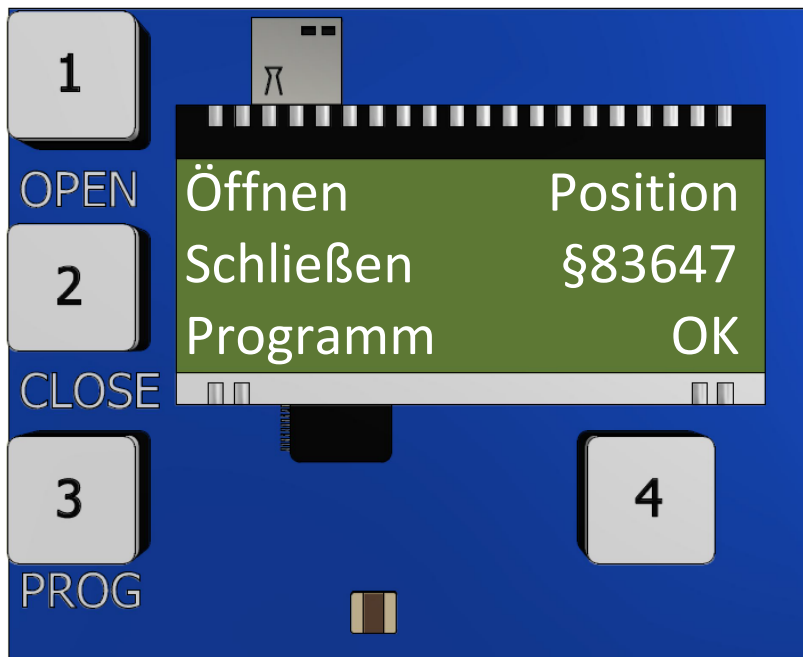 1
OPEN
Öffnen Position
2
Schließen §83647
Programm OK
CLOSE
3
4
PROG